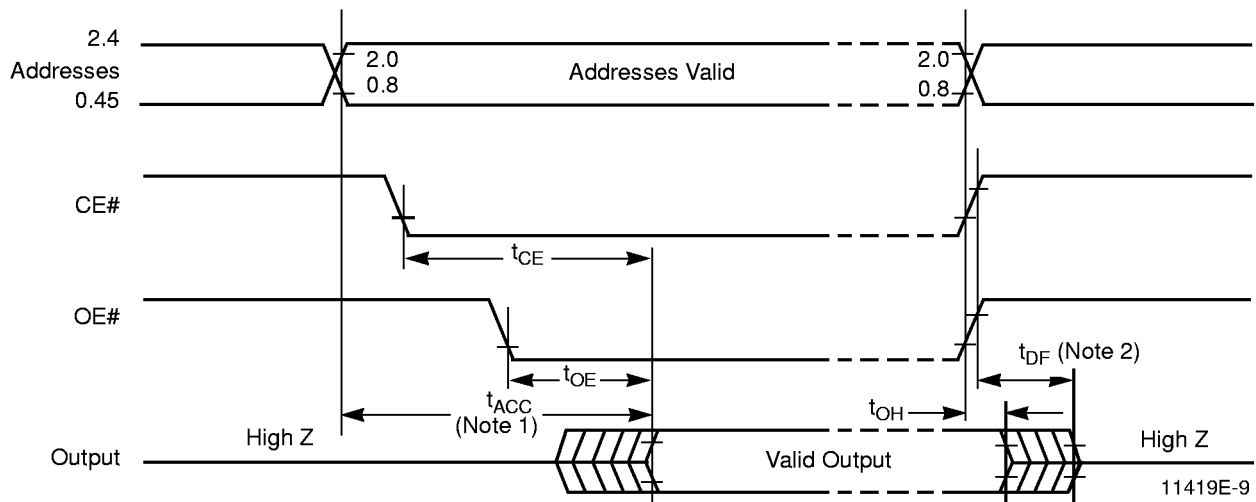 2.4
Addresses
0.45
2.0
0.8
Addresses Valid
2.0
0.8
CE#
tCE
OE#
tOE
tDF (Note 2)
tACC
(Note 1)
tOH
High Z
Output
Valid Output
High Z
11419E-9